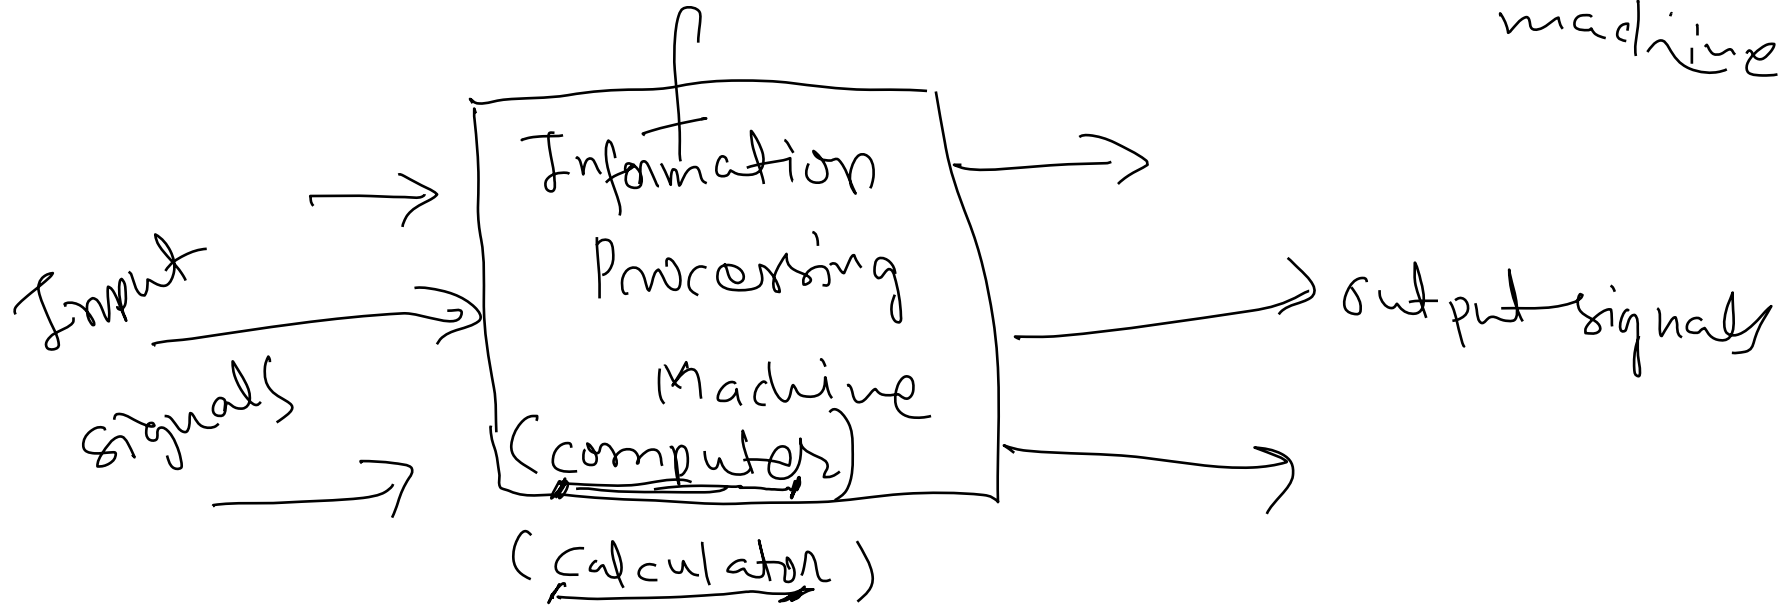 machine
Information
Processing
Machine
(computer)
(calculator)
Input
signals
output signals